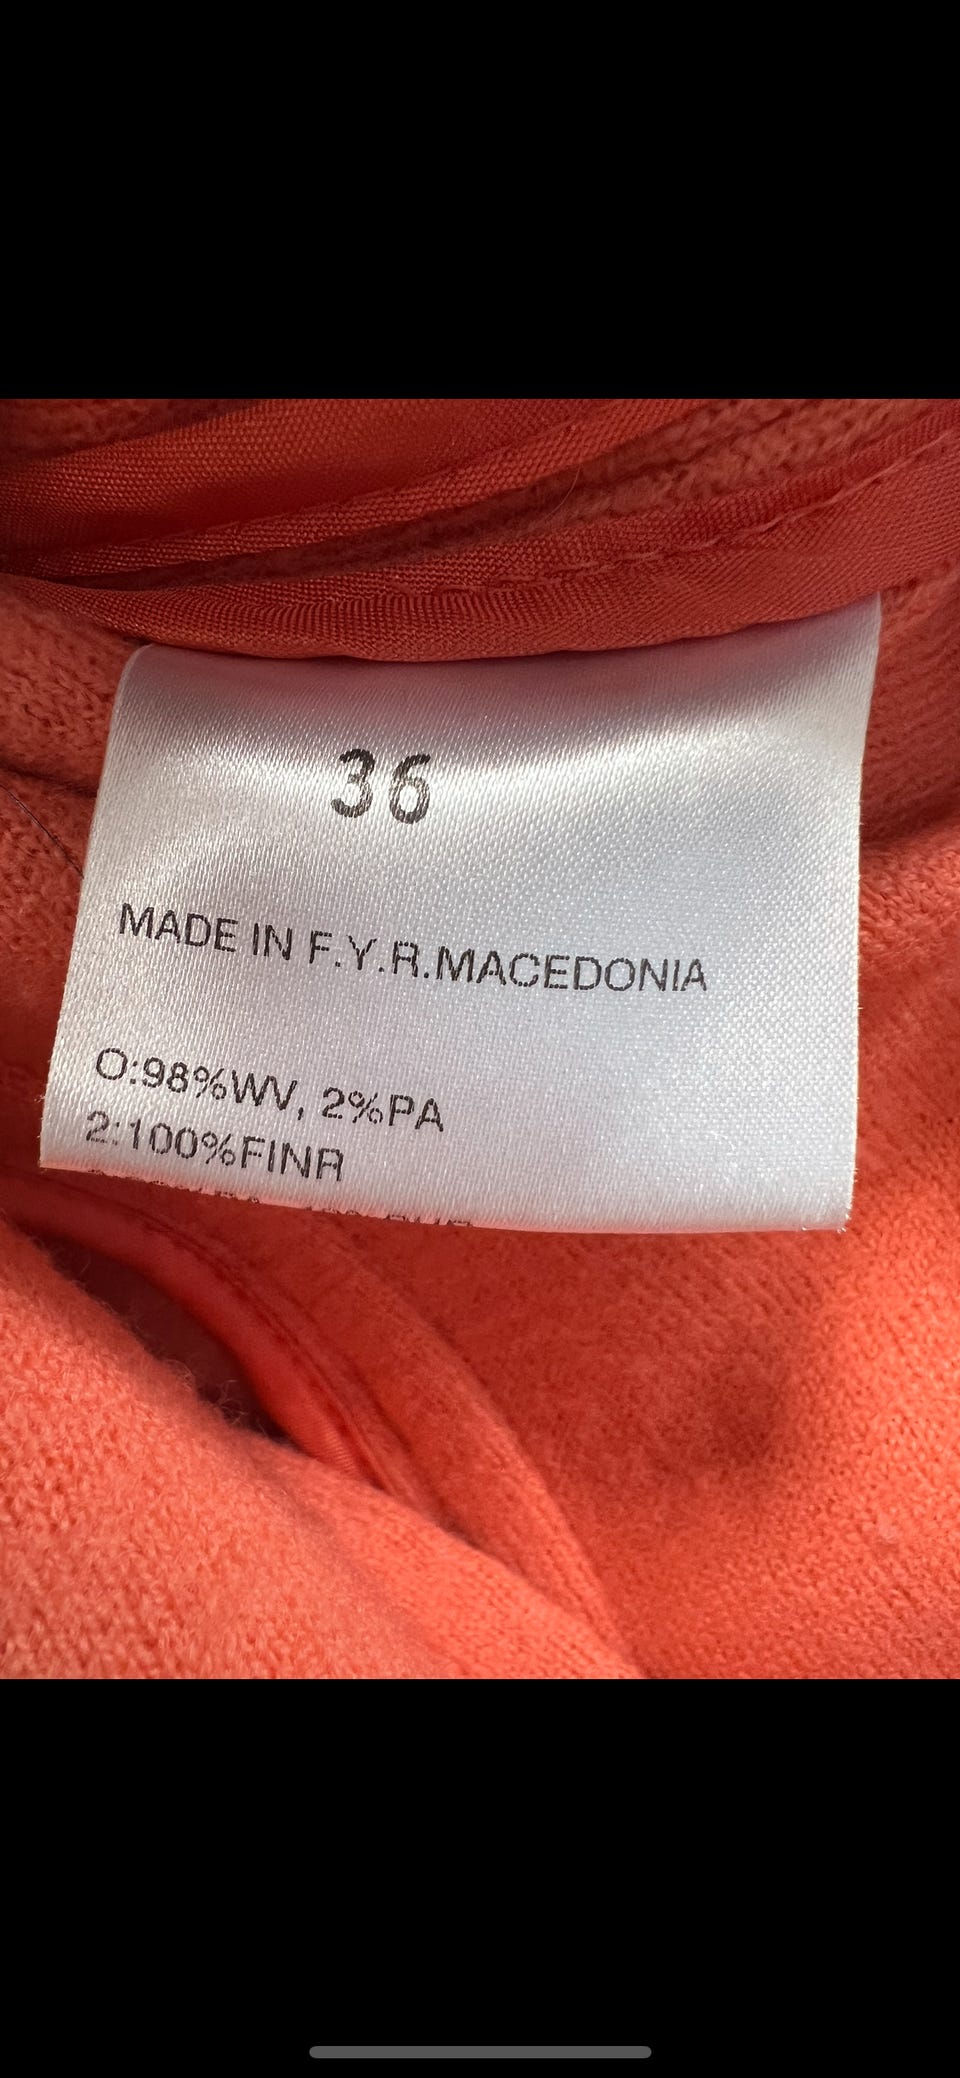 36
MADE IN F.Y.R.MACEDONIA
O:98%WV, 2%PA
2:100%FINR